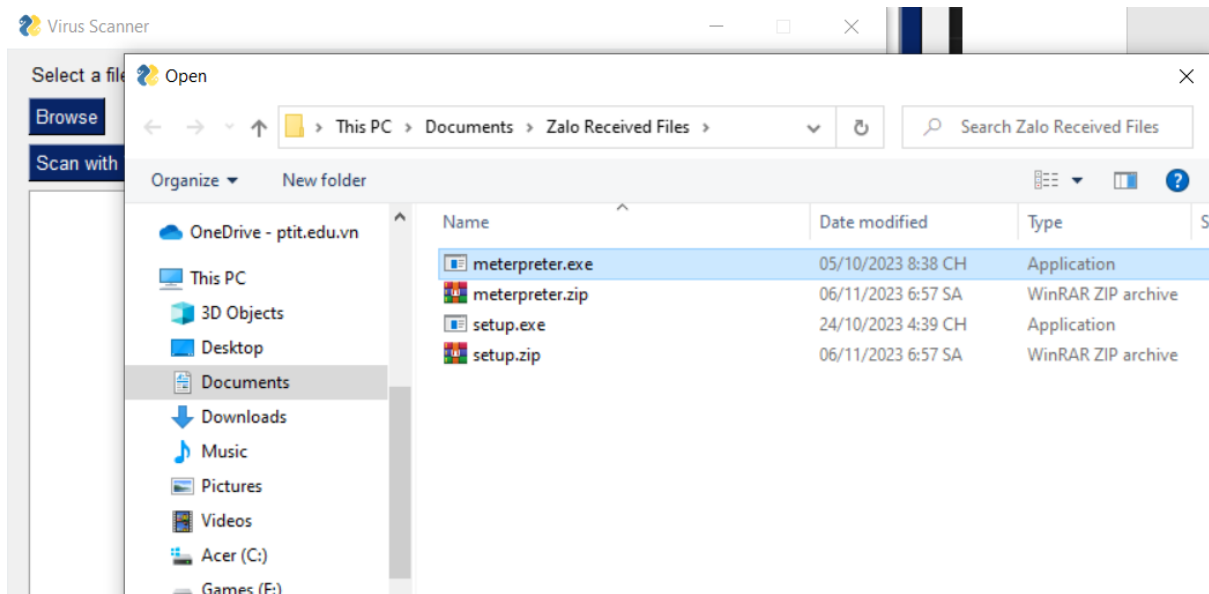 Virus Scanner
Select a file
Open
Browse
This PC > Documents > Zalo Received Files >
Search Zalo Received Files
Scan with
Organize
New folder
?
OneDrive - ptit.edu.vn
Name
Date modified
Type
S
This PC
meterpreter.exe
05/10/2023 8:38 CH
Application
meterpreter.zip
06/11/2023 6:57 SA
WinRAR ZIP archive
3D Objects
setup.exe
24/10/2023 4:39 CH
Application
Desktop
setup.zip
06/11/2023 6:57 SA
WinRAR ZIP archive
Documents
Downloads
Music
Pictures
Videos
Acer (C:)
Games (F:)